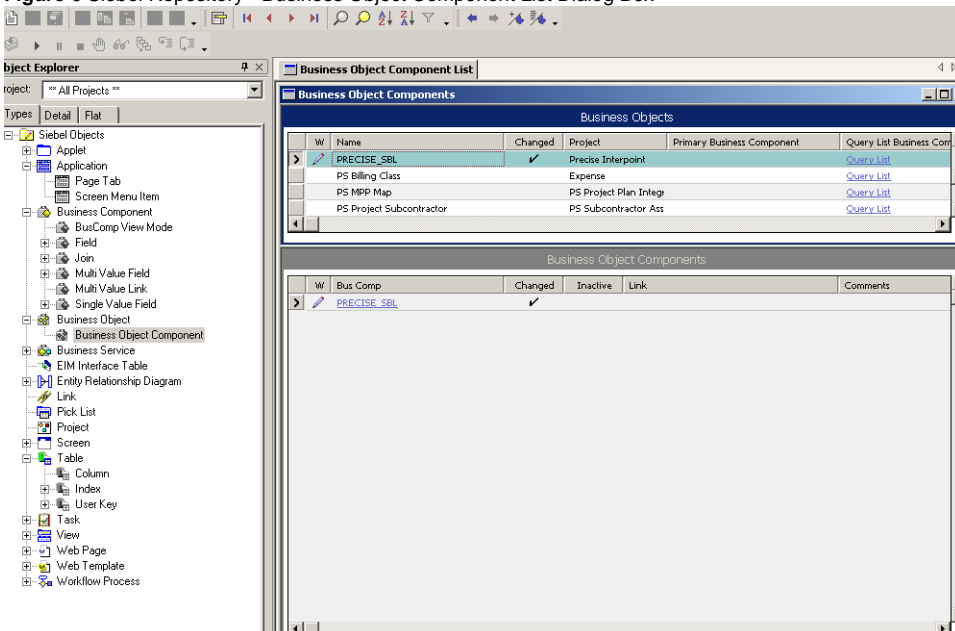 Figure 6 Siebel Repository - Business Object Component List Dialog Box
bject Explorer
roject: ** All Projects **
Types Detail Flat
Siebel Objects
Applet
Application
Page Tab
Screen Menu Item
Business Component
BusComp View Mode
Field
Join
Multi Value Field
Multi Value Link
Single Value Field
Business Object
Business Object Component
Business Service
EIM Interface Table
Entity Relationship Diagram
Link
Pick List
Project
Screen
Table
Column
Index
User Key
Task
View
Web Page
Web Template
Workflow Process
Business Object Component List
Business Object Components
Business Objects
W Name Changed Project Primary Business Component Query List Business Com
PRECISE_SBL Precise Interpoint Query List
PS Billing Class Expense Query List
PS MPP Map PS Project Plan Integr Query List
PS Project Subcontractor PS Subcontractor Ass Query List
Business Object Components
W Bus Comp Changed Inactive Link Comments
PRECISE SBL